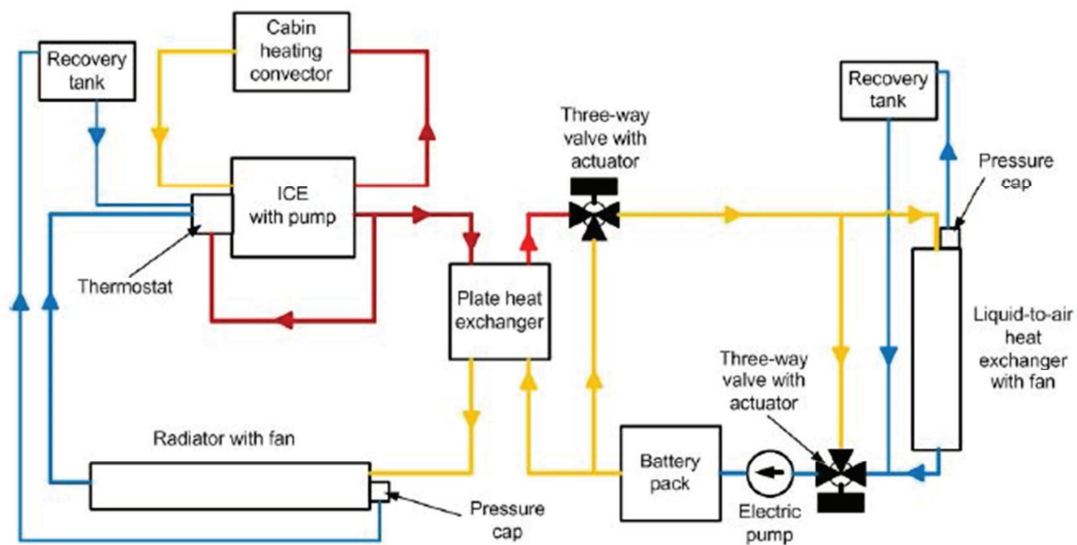 Recovery
tank
Cabin
heating
convector
ICE
with pump
Thermostat
Three-way
valve with
actuator
Recovery
tank
Pressure
cap
Plate heat
exchanger
Liquid-to-air
heat
exchanger
with fan
Three-way
valve with
actuator
Radiator with fan
Pressure
cap
Battery
pack
Electric
pump